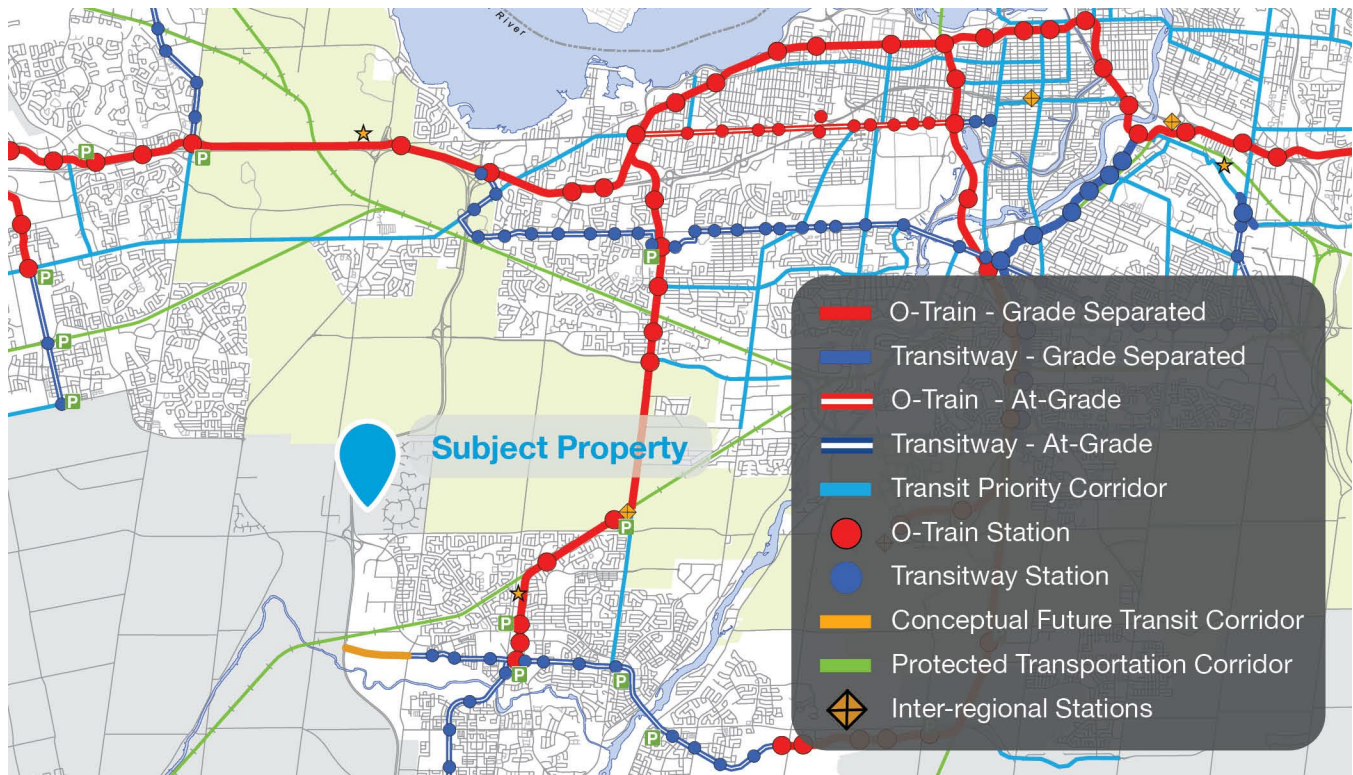 River
P
P
P
P
P
P
Subject Property
P
P
P
P
P
O-Train - Grade Separated
Transitway - Grade Separated
O-Train - At-Grade
Transitway - At-Grade
Transit Priority Corridor
O-Train Station
Transitway Station
Conceptual Future Transit Corridor
Protected Transportation Corridor
Inter-regional Stations